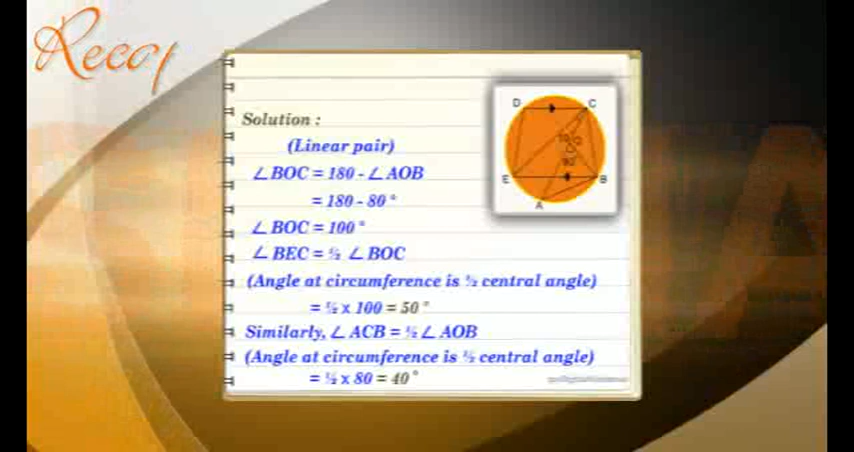 Recap
Solution :
(Linear pair)
∠BOC = 180 - ∠AOB
= 180 - 80 °
∠ BOC = 100 °
∠ BEC = ½ ∠ BOC
(Angle at circumference is ½ central angle)
= ½ x 100 = 50 °
Similarly, ∠ ACB = ½ ∠ AOB
(Angle at circumference is ½ central angle)
= ½ x 80 = 40 °
D C
O
E B
A